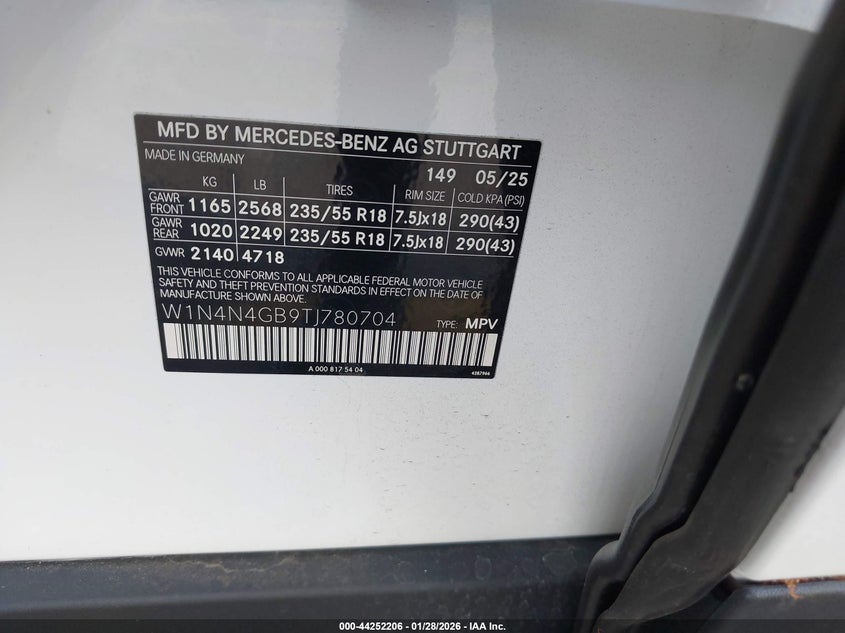 MFD BY MERCEDES-BENZ AG STUTTGART
MADE IN GERMANY 149 05/25
KG LB TIRES RIM SIZE COLD KPA (PSI)
GAWR FRONT 1165 2568 235/55 R18 7.5Jx18 290(43)
GAWR REAR 1020 2249 235/55 R18 7.5Jx18 290(43)
GVWR 2140 4718
THIS VEHICLE CONFORMS TO ALL APPLICABLE FEDERAL MOTOR VEHICLE
SAFETY AND THEFT PREVENTION STANDARDS IN EFFECT ON THE DATE OF
MANUFACTURE SHOWN ABOVE.
W1N4N4GB9TJ780704 TYPE: MPV
A 000 817 54 04 4287966
000-44252206 - 01/28/2026 - IAA Inc.